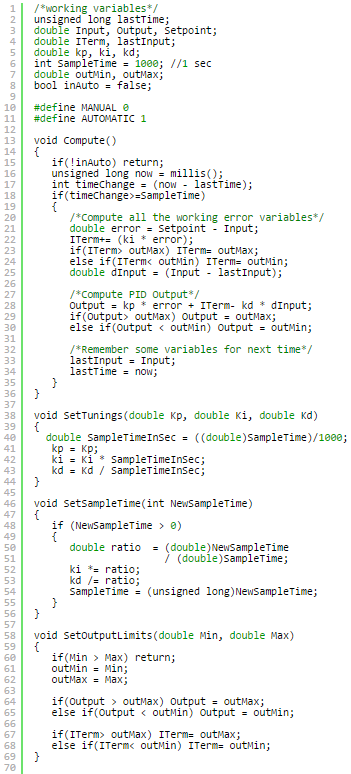 1 /*working variables*/
2 unsigned long lastTime;
3 double Input, Output, Setpoint;
4 double ITerm, lastInput;
5 double kp, ki, kd;
6 int SampleTime = 1000; //1 sec
7 double outMin, outMax;
8 bool inAuto = false;
9
10 #define MANUAL 0
11 #define AUTOMATIC 1
12
13 void Compute()
14 {
15    if(!inAuto) return;
16    unsigned long now = millis();
17    int timeChange = (now - lastTime);
18    if(timeChange>=SampleTime)
19    {
20       /*Compute all the working error variables*/
21       double error = Setpoint - Input;
22       ITerm+= (ki * error);
23       if(ITerm> outMax) ITerm= outMax;
24       else if(ITerm< outMin) ITerm= outMin;
25       double dInput = (Input - lastInput);
26
27       /*Compute PID Output*/
28       Output = kp * error + ITerm- kd * dInput;
29       if(Output> outMax) Output = outMax;
30       else if(Output < outMin) Output = outMin;
31
32       /*Remember some variables for next time*/
33       lastInput = Input;
34       lastTime = now;
35    }
36 }
37
38 void SetTunings(double Kp, double Ki, double Kd)
39 {
40   double SampleTimeInSec = ((double)SampleTime)/1000;
41    kp = Kp;
42    ki = Ki * SampleTimeInSec;
43    kd = Kd / SampleTimeInSec;
44 }
45
46 void SetSampleTime(int NewSampleTime)
47 {
48    if (NewSampleTime > 0)
49    {
50       double ratio  = (double)NewSampleTime
51                       / (double)SampleTime;
52       ki *= ratio;
53       kd /= ratio;
54       SampleTime = (unsigned long)NewSampleTime;
55    }
56 }
57
58 void SetOutputLimits(double Min, double Max)
59 {
60    if(Min > Max) return;
61    outMin = Min;
62    outMax = Max;
63
64    if(Output > outMax) Output = outMax;
65    else if(Output < outMin) Output = outMin;
66
67    if(ITerm> outMax) ITerm= outMax;
68    else if(ITerm< outMin) ITerm= outMin;
69 }
70